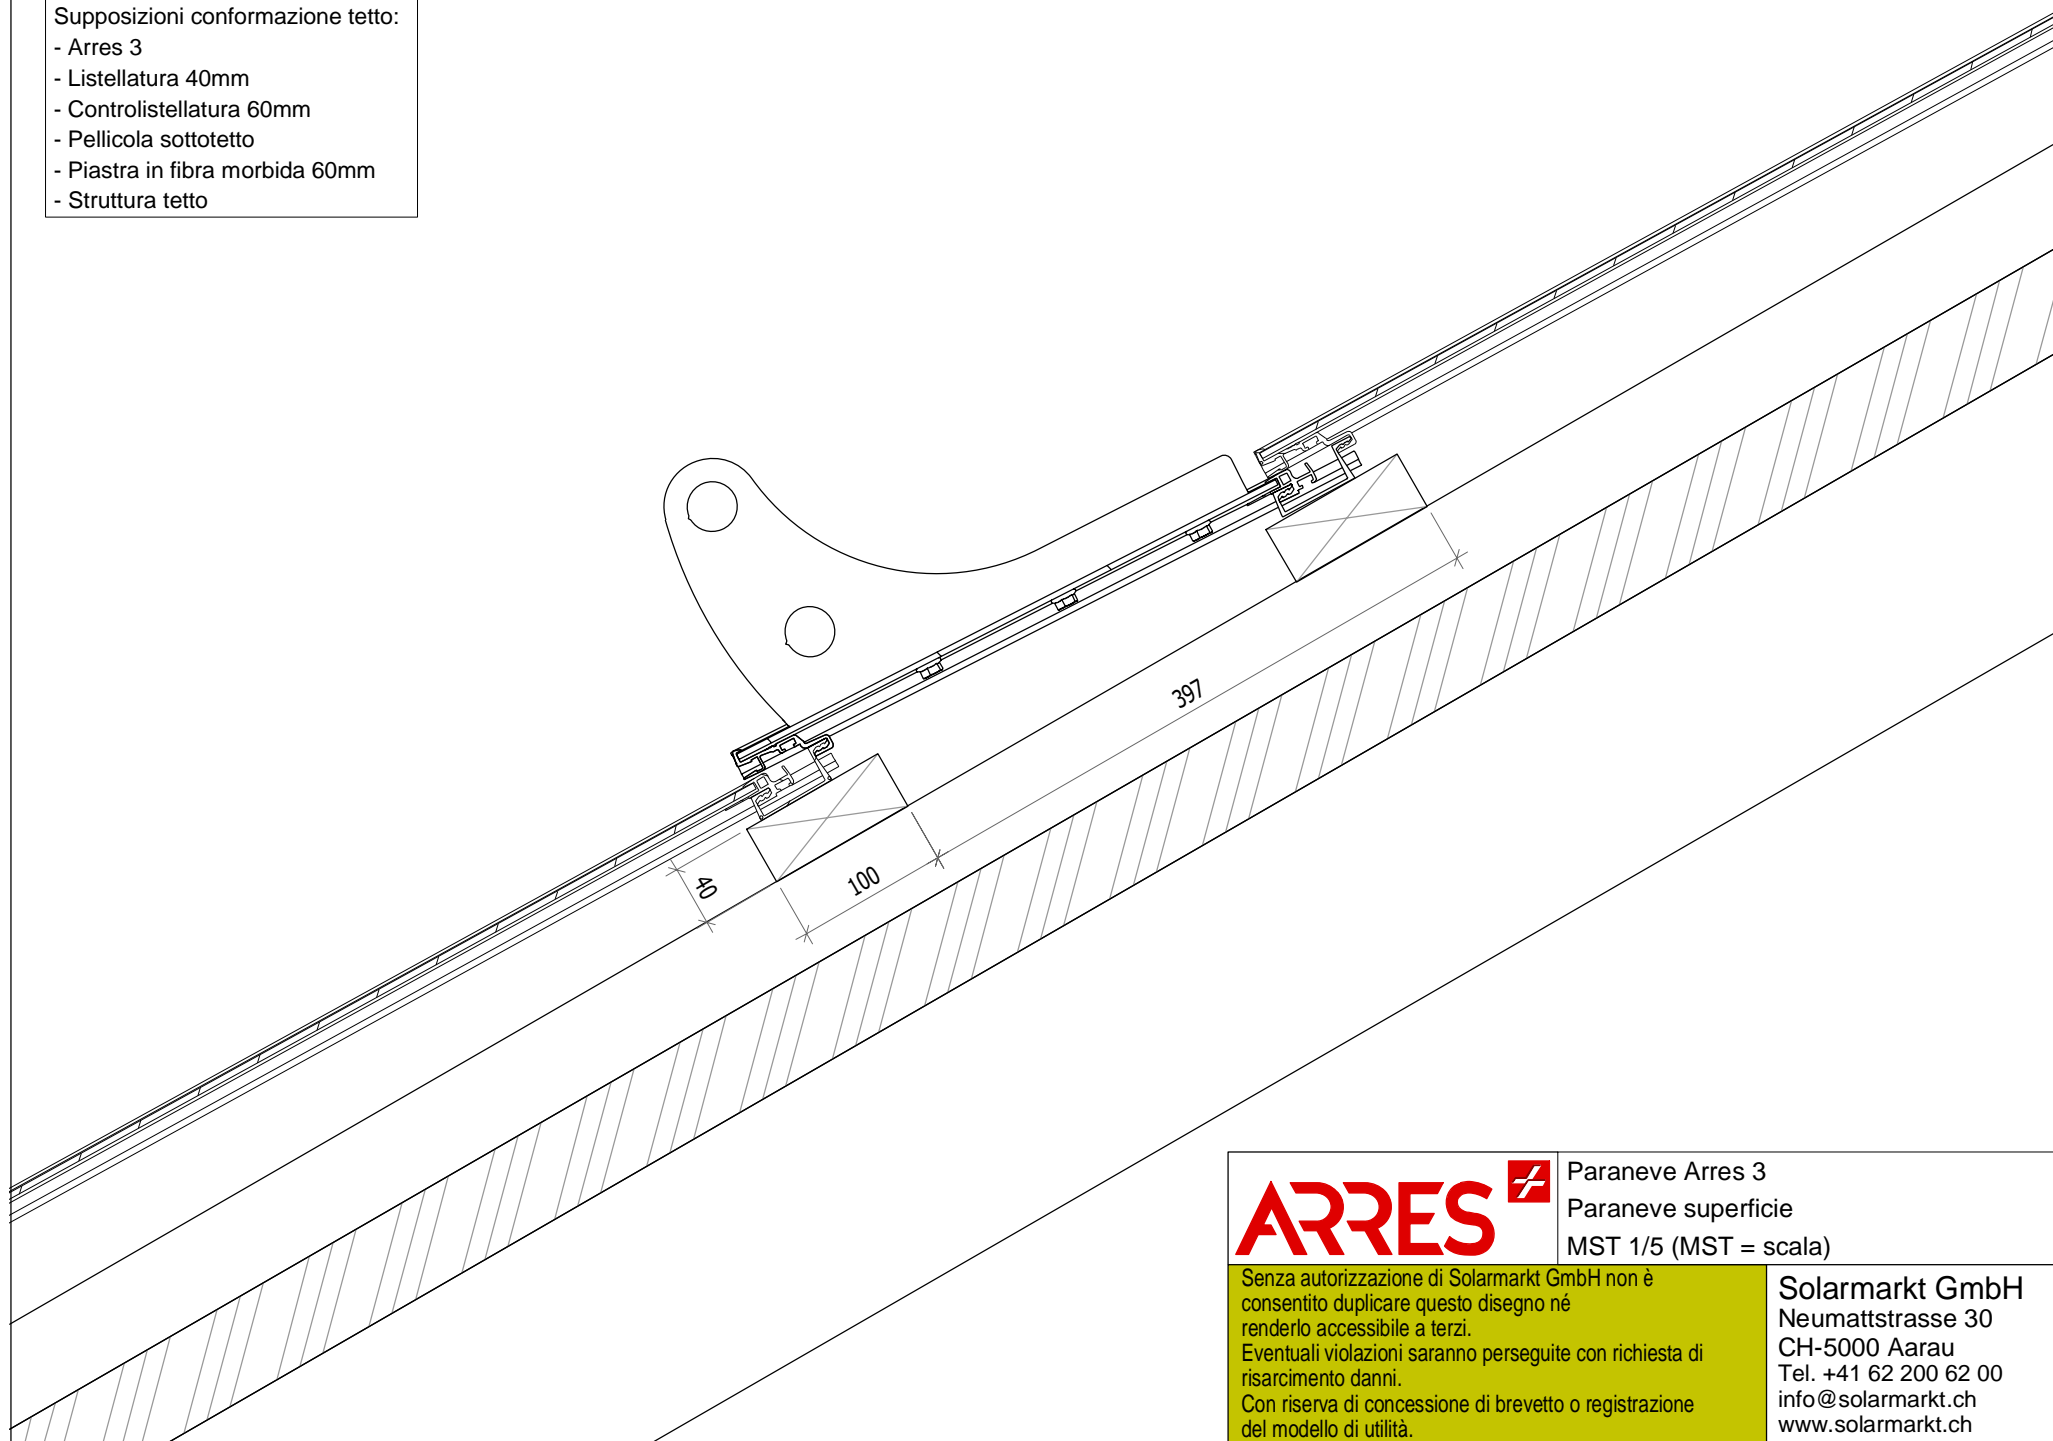 Supposizioni conformazione tetto:
- Arres 3
- Listellatura 40mm
- Controlistellatura 60mm
- Pellicola sottotetto
- Piastra in fibra morbida 60mm
- Struttura tetto
397
100
40
ARRES
Paraneve Arres 3
Paraneve superficie
MST 1/5 (MST = scala)
Senza autorizzazione di Solarmarkt GmbH non è
consentito duplicare questo disegno né
renderlo accessibile a terzi.
Eventuali violazioni saranno perseguite con richiesta di
risarcimento danni.
Con riserva di concessione di brevetto o registrazione
del modello di utilità.
Solarmarkt GmbH
Neumattstrasse 30
CH-5000 Aarau
Tel. +41 62 200 62 00
info@solarmarkt.ch
www.solarmarkt.ch